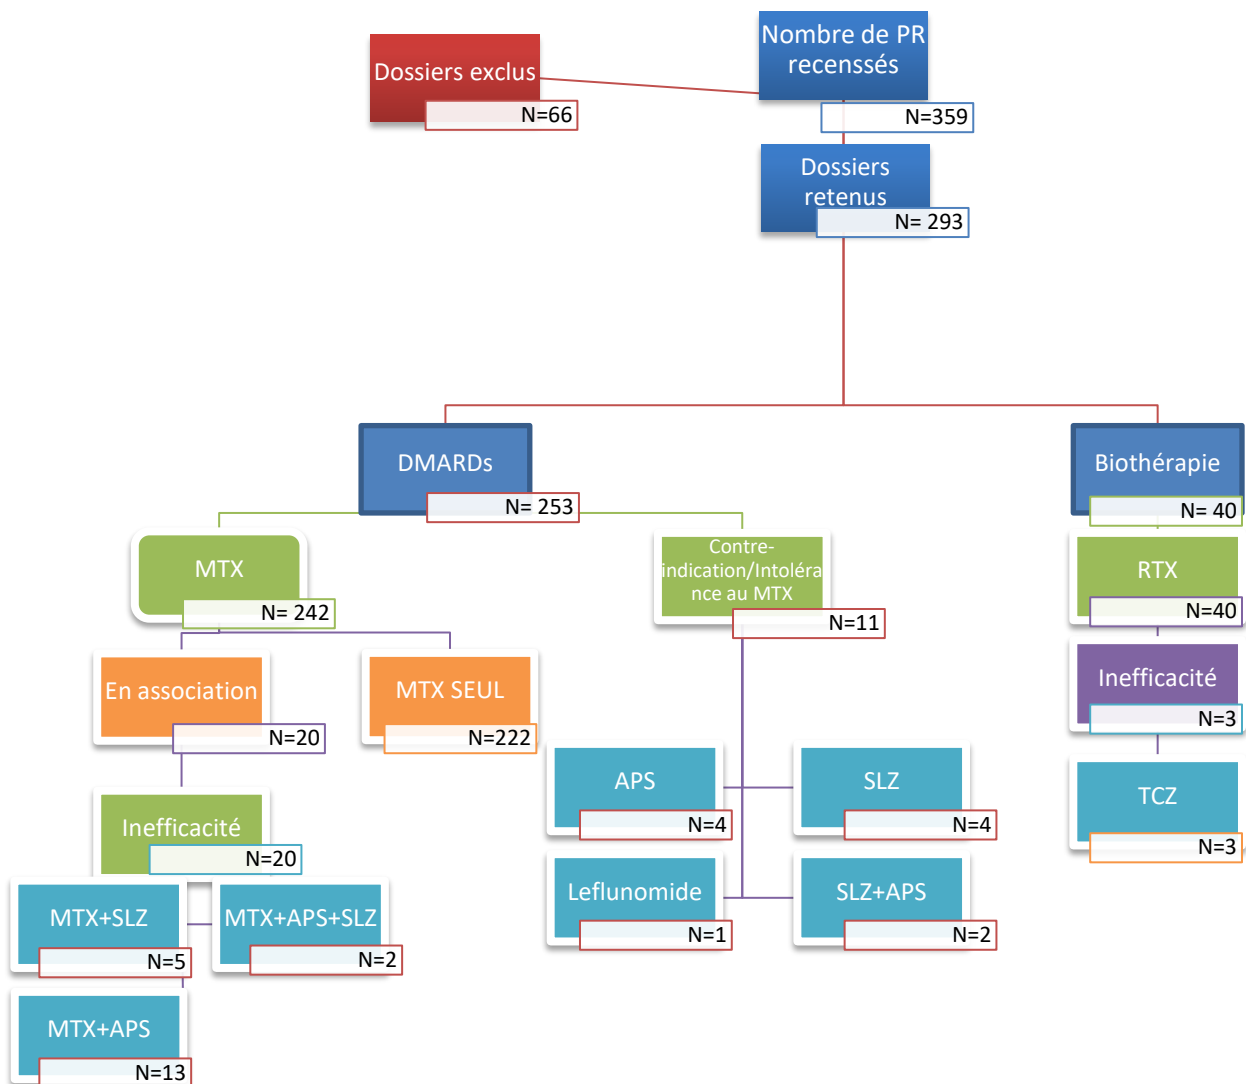 Nombre de PR
recenssés
N=359
Dossiers exclus
N=66
Dossiers
retenus
N= 293
DMARDs
N= 253
Biothérapie
N= 40
MTX
N= 242
Contre-
indication/Intoléra
nce au MTX
N=11
RTX
N=40
En association
N=20
MTX SEUL
N=222
Inefficacité
N=3
APS
N=4
SLZ
N=4
TCZ
N=3
Inefficacité
N=20
Leflunomide
N=1
SLZ+APS
N=2
MTX+SLZ
N=5
MTX+APS+SLZ
N=2
MTX+APS
N=13